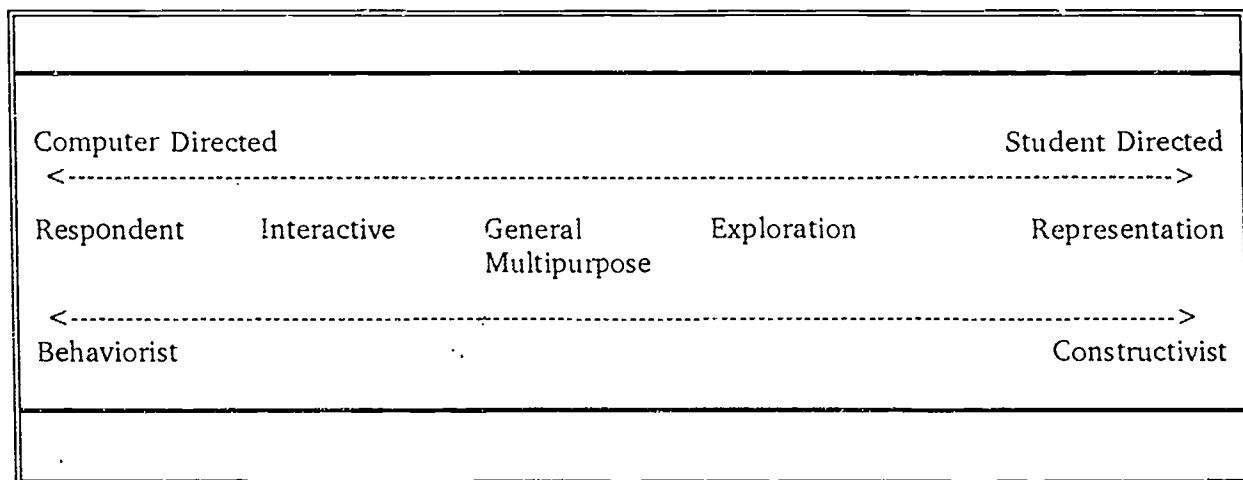 Computer Directed Student Directed
<------------------------------------------------------------>
Respondent Interactive General Exploration Representation
Multipurpose
<------------------------------------------------------------>
Behaviorist Constructivist